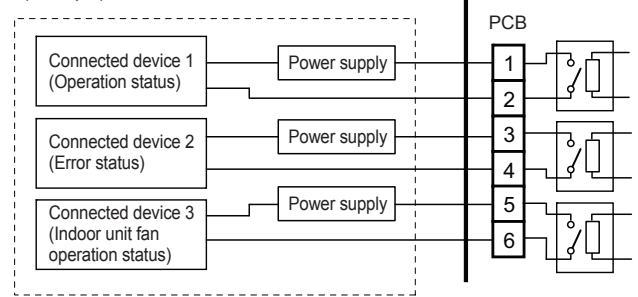 PCB
Connected device 1
(Operation status)
Power supply
1
2
Connected device 2
(Error status)
Power supply
3
4
Connected device 3
(Indoor unit fan
operation status)
Power supply
5
6